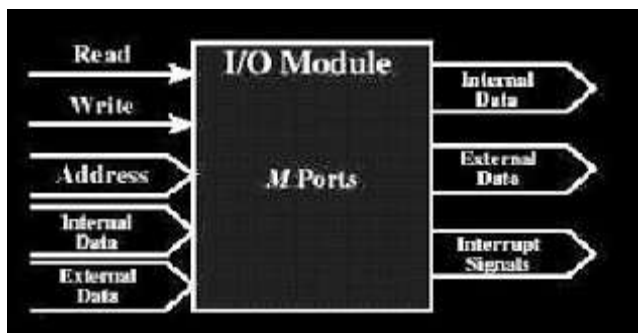 Read
Write
Address
Internal
Data
External
Data
I/O Module
M Ports
Internal
Data
External
Data
Interrupt
Signals